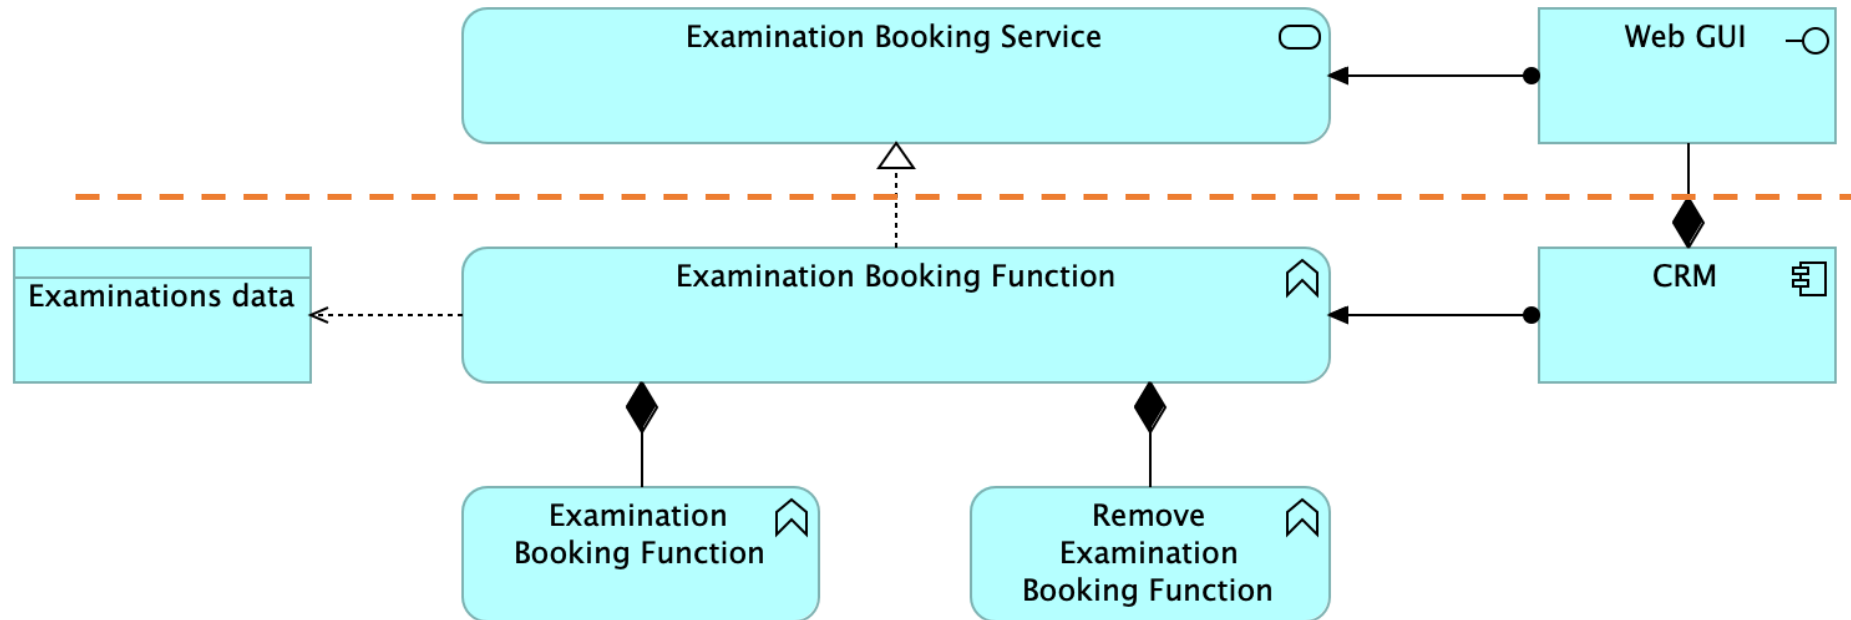 Examination Booking Service
Web GUI
Examinations data
Examination Booking Function
CRM
Examination
Booking Function
Remove
Examination
Booking Function